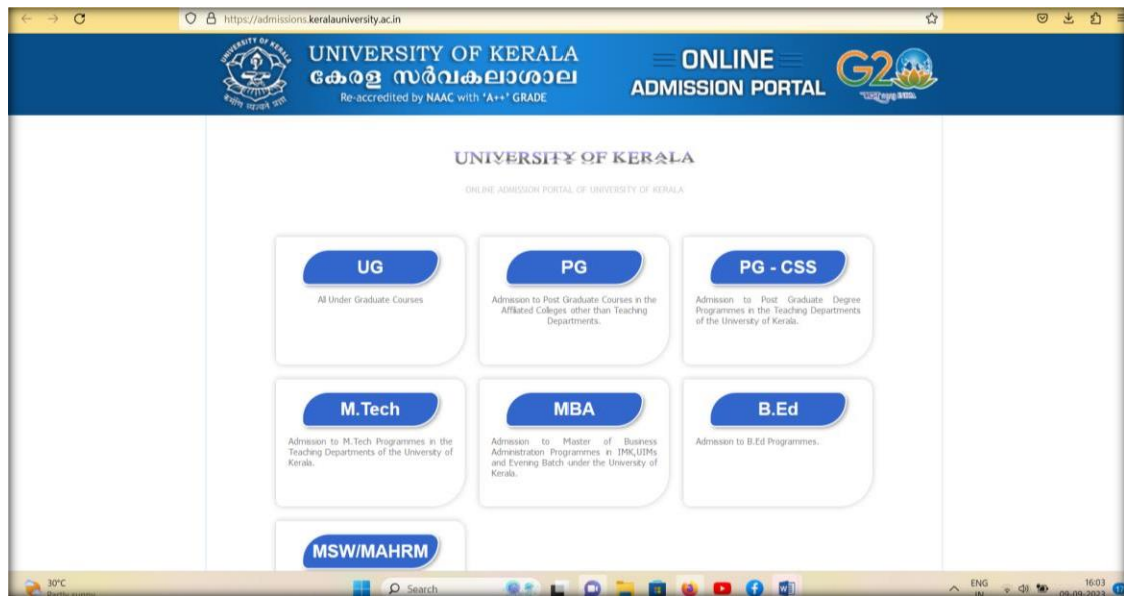 https://admissions.keralauniversity.ac.in
UNIVERSITY OF KERALA
കേരള സർവകലാശാല
Re-accredited by NAAC with 'A++' GRADE
ONLINE
ADMISSION PORTAL
G20
UNIVERSITY OF KERALA
ONLINE ADMISSION PORTAL OF UNIVERSITY OF KERALA
UG
All Under Graduate Courses
PG
Admission to Post Graduate Courses in the
Affiliated Colleges other than Teaching
Departments.
PG - CSS
Admission to Post Graduate Degree
Programmes in the Teaching Departments
of the University of Kerala.
M.Tech
Admission to M.Tech Programmes in the
Teaching Departments of the University of
Kerala.
MBA
Admission to Master of Business
Administration Programmes in IMK,UIMs
and Evening Batch under the University of
Kerala.
B.Ed
Admission to B.Ed Programmes.
MSW/MAHRM
30°C
Partly sunny
Search
ENG
IN
16:03
09-09-2023